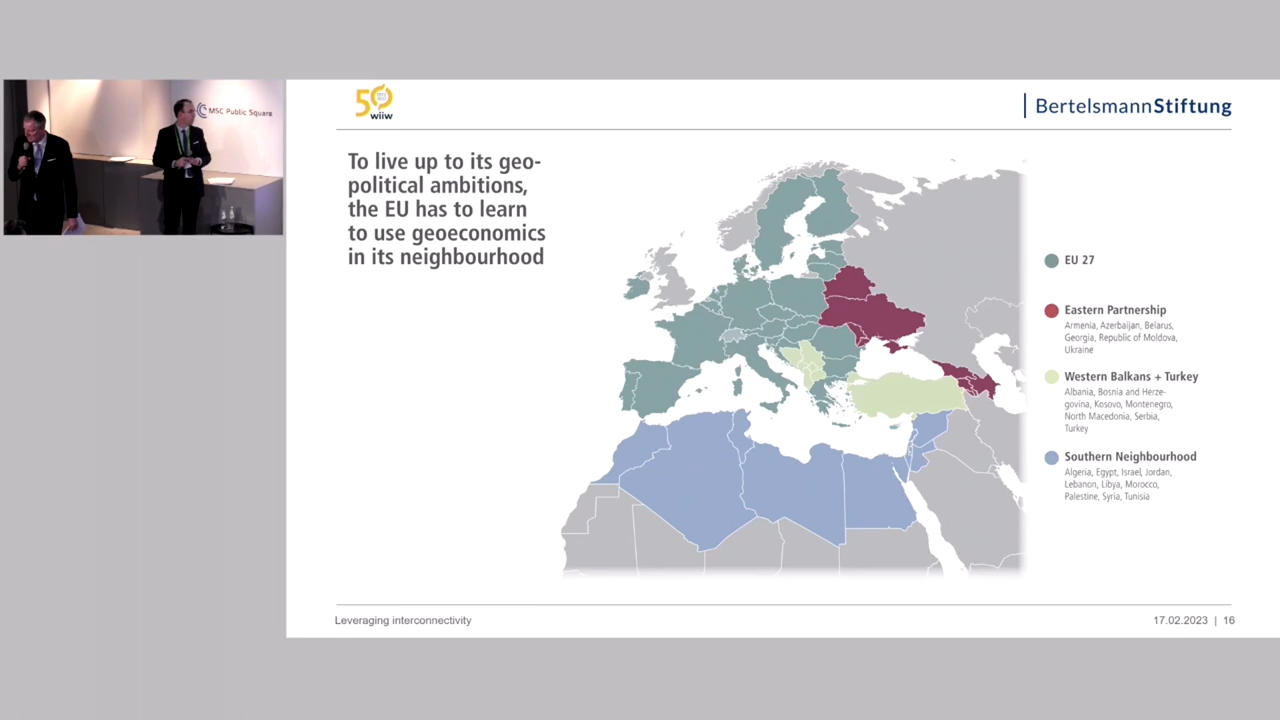 MSC Public Square
50
wiiw
BertelsmannStiftung
To live up to its geo-
political ambitions,
the EU has to learn
to use geoeconomics
in its neighbourhood
EU 27
Eastern Partnership
Armenia, Azerbaijan, Belarus,
Georgia, Republic of Moldova,
Ukraine
Western Balkans + Turkey
Albania, Bosnia and Herze-
govina, Kosovo, Montenegro,
North Macedonia, Serbia,
Turkey
Southern Neighbourhood
Algeria, Egypt, Israel, Jordan,
Lebanon, Libya, Morocco,
Palestine, Syria, Tunisia
Leveraging interconnectivity
17.02.2023 | 16